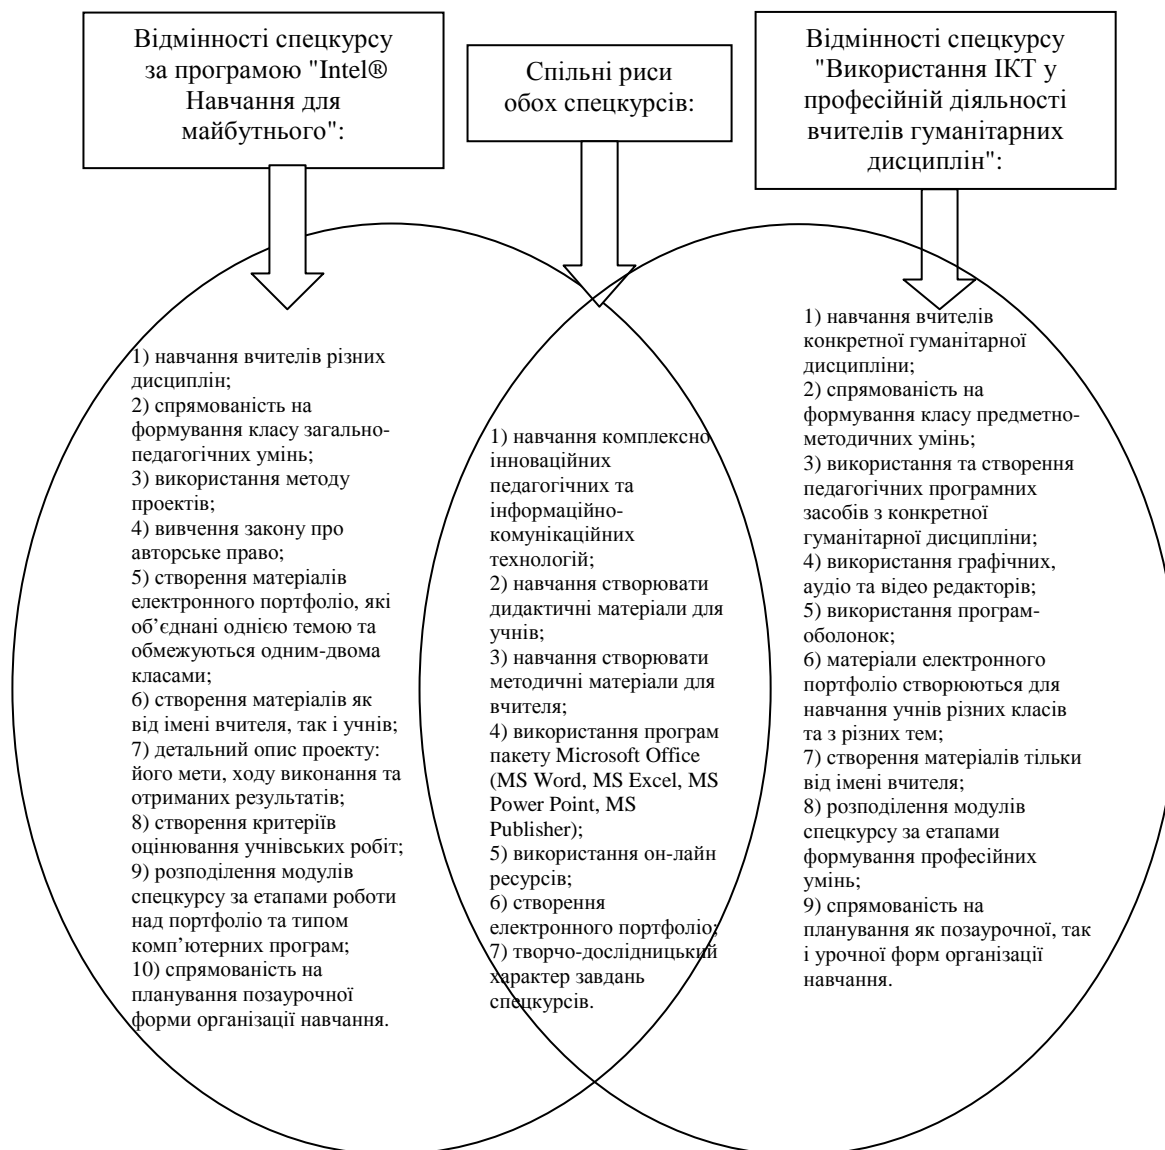 Відмінності спецкурсу
за програмою "Intel®
Навчання для
майбутнього":
Спільні риси
обох спецкурсів:
Відмінності спецкурсу
"Використання ІКТ у
професійній діяльності
вчителів гуманітарних
дисциплін":
1) навчання вчителів різних
дисциплін;
2) спрямованість на
формування класу загально-
педагогічних умінь;
3) використання методу
проектів;
4) вивчення закону про
авторське право;
5) створення матеріалів
електронного портфоліо, які
об’єднані однією темою та
обмежуються одним-двома
класами;
6) створення матеріалів як
від імені вчителя, так і учнів;
7) детальний опис проекту:
його мети, ходу виконання та
отриманих результатів;
8) створення критеріїв
оцінювання учнівських робіт;
9) розподілення модулів
спецкурсу за етапами роботи
над портфоліо та типом
комп’ютерних програм;
10) спрямованість на
планування позаурочної
форми організації навчання.
1) навчання комплексно
інноваційних
педагогічних та
інформаційно-
комунікаційних
технологій;
2) навчання створювати
дидактичні матеріали для
учнів;
3) навчання створювати
методичні матеріали для
вчителя;
4) використання програм
пакету Microsoft Office
(MS Word, MS Excel, MS
Power Point, MS
Publisher);
5) використання он-лайн
ресурсів;
6) створення
електронного портфоліо;
7) творчо-дослідницький
характер завдань
спецкурсів.
1) навчання вчителів
конкретної гуманітарної
дисципліни;
2) спрямованість на
формування класу предметно-
методичних умінь;
3) використання та створення
педагогічних програмних
засобів з конкретної
гуманітарної дисципліни;
4) використання графічних,
аудіо та відео редакторів;
5) використання програм-
оболонок;
6) матеріали електронного
портфоліо створюються для
навчання учнів різних класів
та з різних тем;
7) створення матеріалів тільки
від імені вчителя;
8) розподілення модулів
спецкурсу за етапами
формування професійних
умінь;
9) спрямованість на
планування як позаурочної, так
і урочної форм організації
навчання.